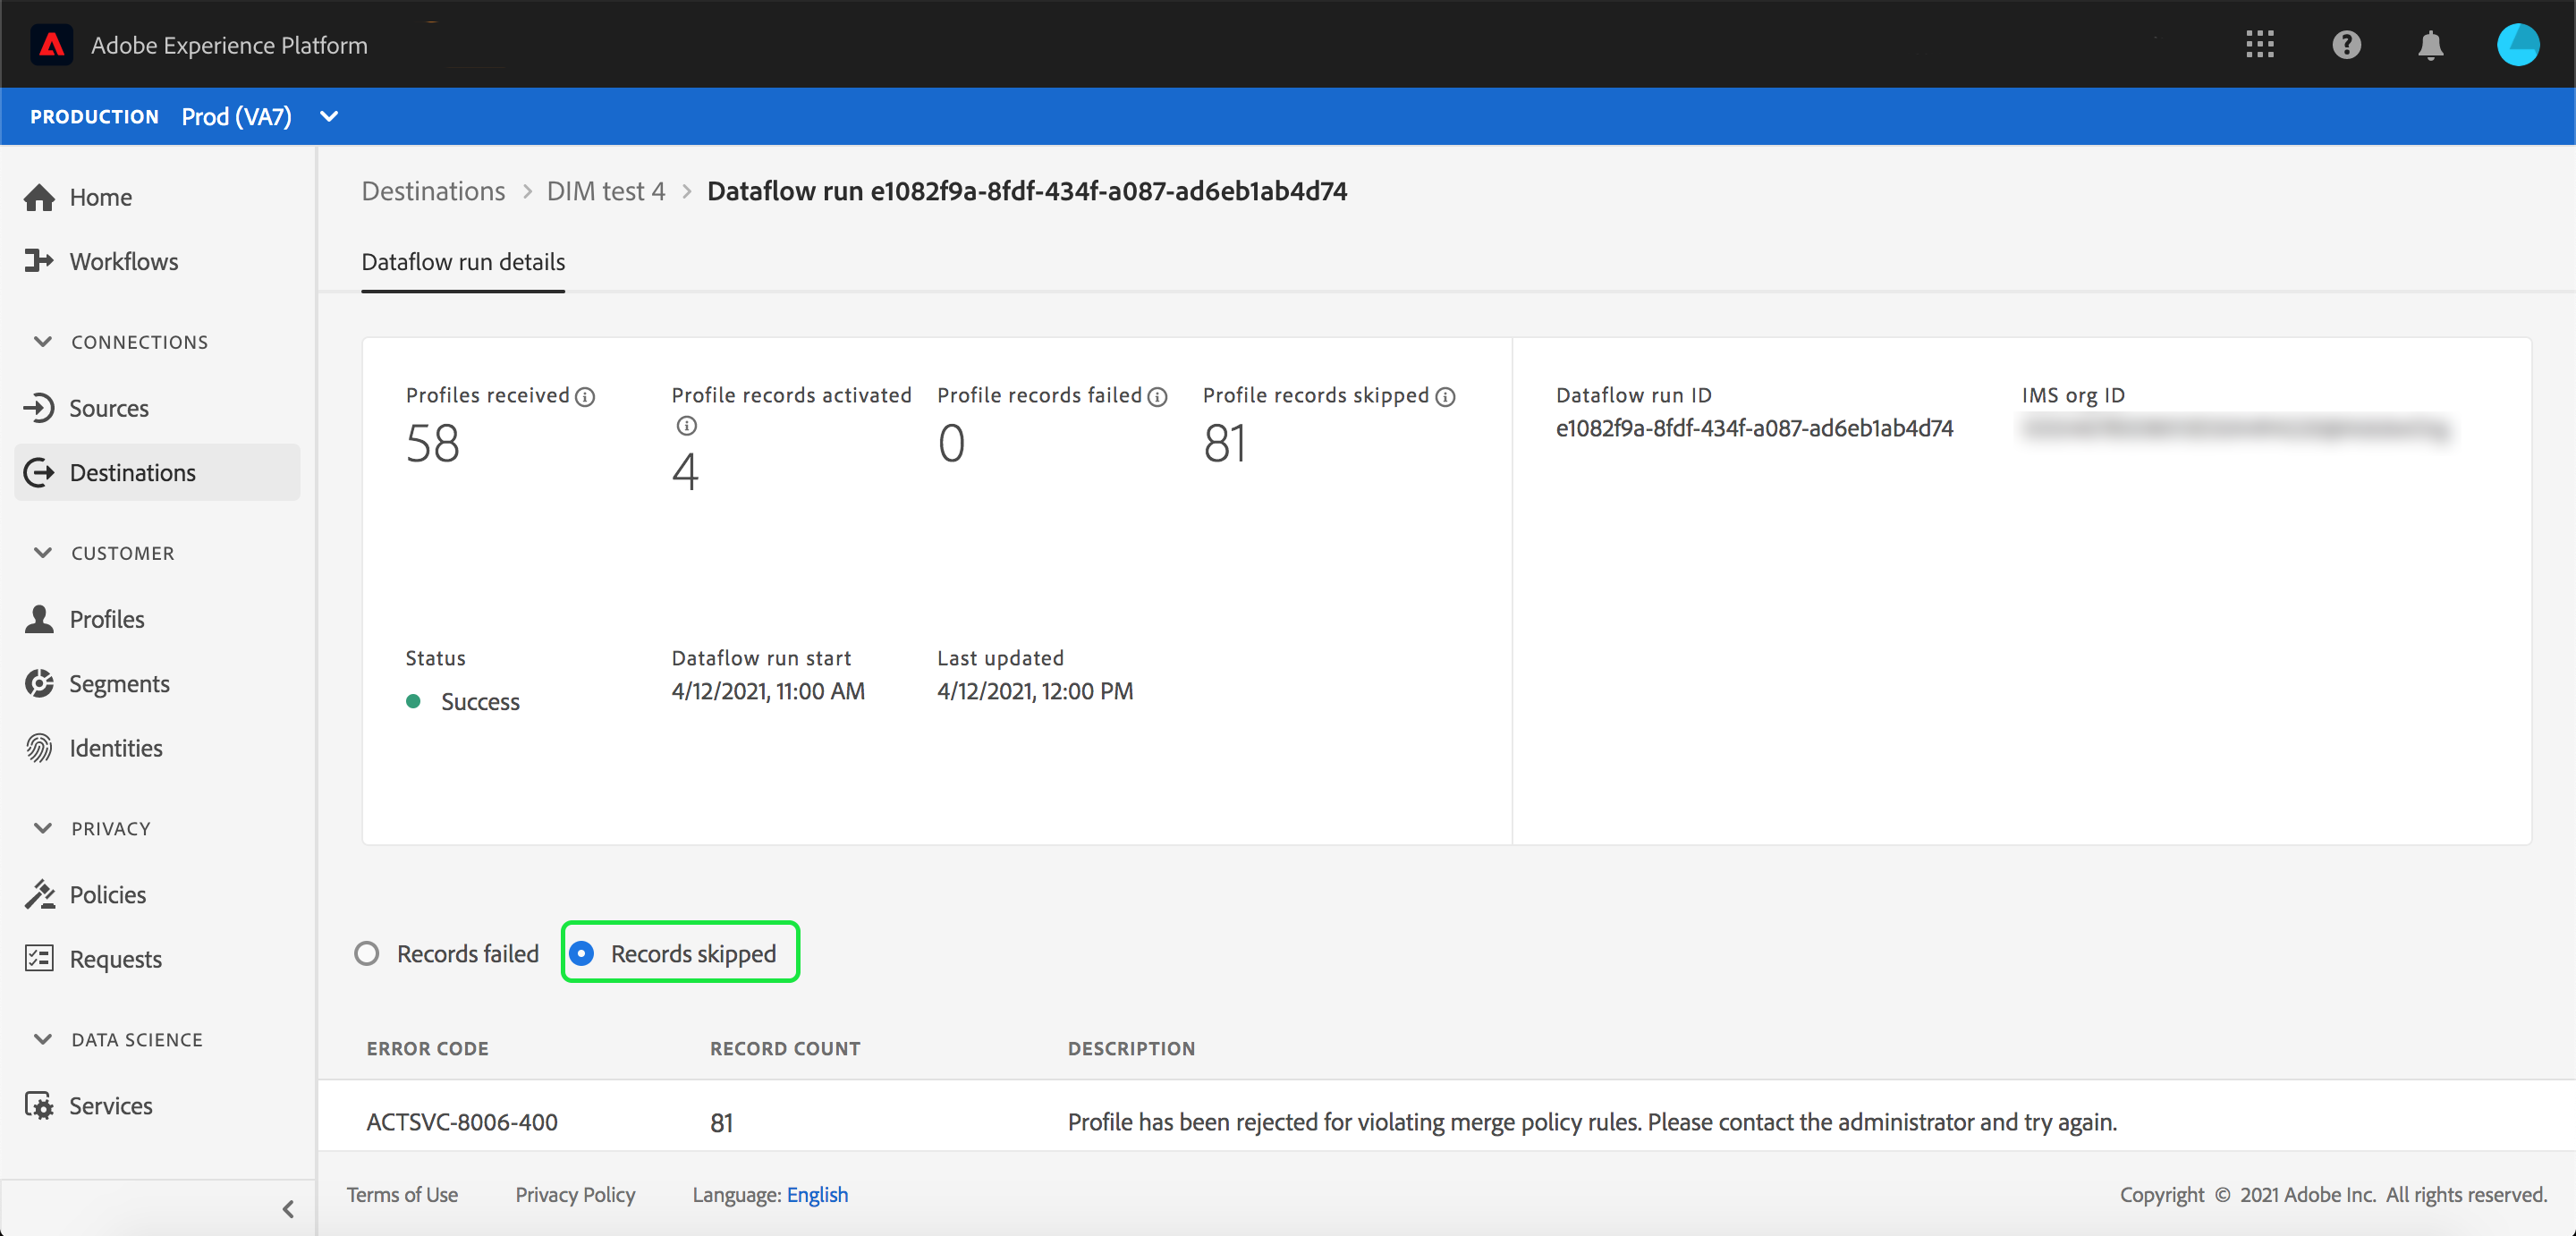 Adobe Experience Platform
PRODUCTION Prod (VA7)
Home
Workflows
CONNECTIONS
Sources
Destinations
CUSTOMER
Profiles
Segments
Identities
PRIVACY
Policies
Requests
DATA SCIENCE
Services
Destinations > DIM test 4 > Dataflow run e1082f9a-8fdf-434f-a087-ad6eb1ab4d74
Dataflow run details
Profiles received
58
Profile records activated
4
Profile records failed
0
Profile records skipped
81
Status
Success
Dataflow run start
4/12/2021, 11:00 AM
Last updated
4/12/2021, 12:00 PM
Dataflow run ID
e1082f9a-8fdf-434f-a087-ad6eb1ab4d74
IMS org ID
Records failed Records skipped
ERROR CODE RECORD COUNT DESCRIPTION
ACTSVC-8006-400 81 Profile has been rejected for violating merge policy rules. Please contact the administrator and try again.
Terms of Use Privacy Policy Language: English Copyright © 2021 Adobe Inc. All rights reserved.